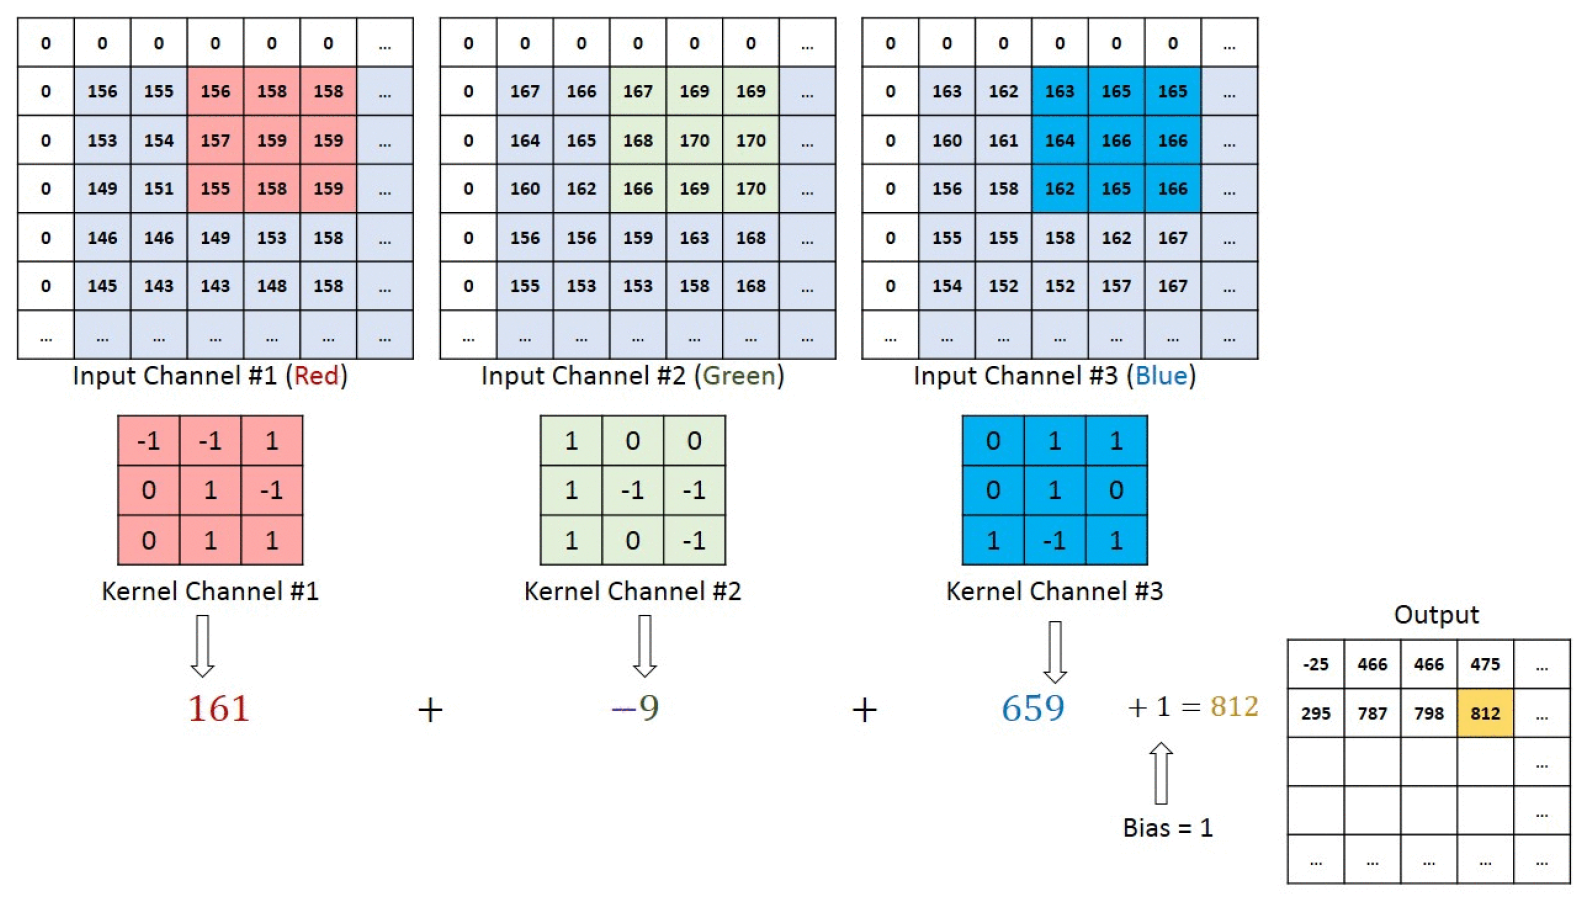 0 0 0 0 0 0 ...
0 156 155 156 158 158 ...
0 153 154 157 159 159 ...
0 149 151 155 158 159 ...
0 146 146 149 153 158 ...
0 145 143 143 148 158 ...
... ... ... ... ... ... ...
Input Channel #1 (Red)
0 0 0 0 0 0 ...
0 167 166 167 169 169 ...
0 164 165 168 170 170 ...
0 160 162 166 169 170 ...
0 156 156 159 163 168 ...
0 155 153 153 158 168 ...
... ... ... ... ... ... ...
Input Channel #2 (Green)
0 0 0 0 0 0 ...
0 163 162 163 165 165 ...
0 160 161 164 166 166 ...
0 156 158 162 165 166 ...
0 155 155 158 162 167 ...
0 154 152 152 157 167 ...
... ... ... ... ... ... ...
Input Channel #3 (Blue)
-1 -1 1
0 1 -1
0 1 1
Kernel Channel #1
1 0 0
1 -1 -1
1 0 -1
Kernel Channel #2
0 1 1
0 1 0
1 -1 1
Kernel Channel #3
161 + −9 + 659 + 1 = 812
Bias = 1
Output
-25 466 466 475 ...
295 787 798 812 ...
...
...
... ... ... ... ...